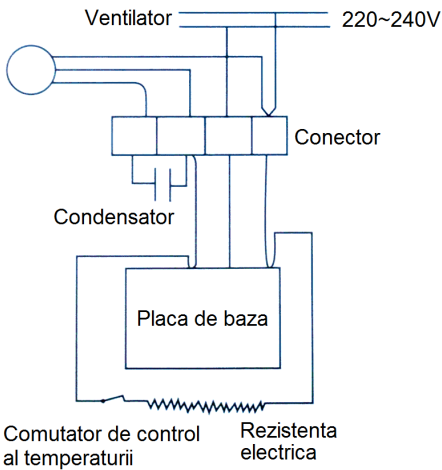 Ventilator
220~240V
Conector
Condensator
Placa de baza
Comutator de control
al temperaturii
Rezistenta
electrica